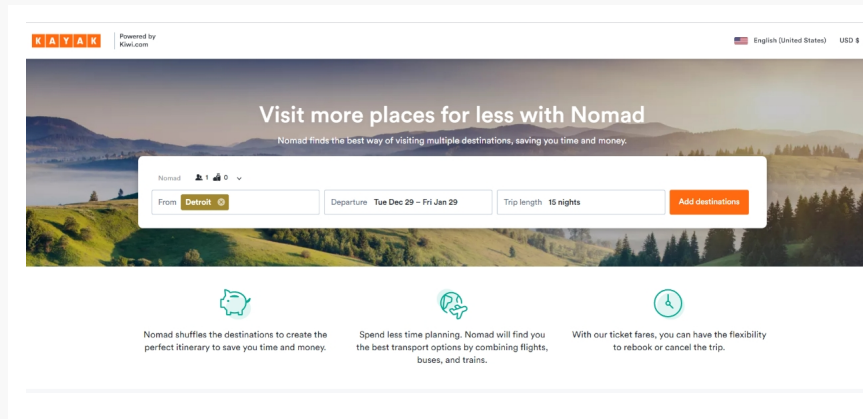 KAYAK
Powered by
Kiwi.com
English (United States) USD $
Visit more places for less with Nomad
Nomad finds the best way of visiting multiple destinations, saving you time and money.
Nomad 1 0
From Detroit
Departure Tue Dec 29 – Fri Jan 29
Trip length 15 nights
Add destinations
Nomad shuffles the destinations to create the
perfect itinerary to save you time and money.
Spend less time planning. Nomad will find you
the best transport options by combining flights,
buses, and trains.
With our ticket fares, you can have the flexibility
to rebook or cancel the trip.